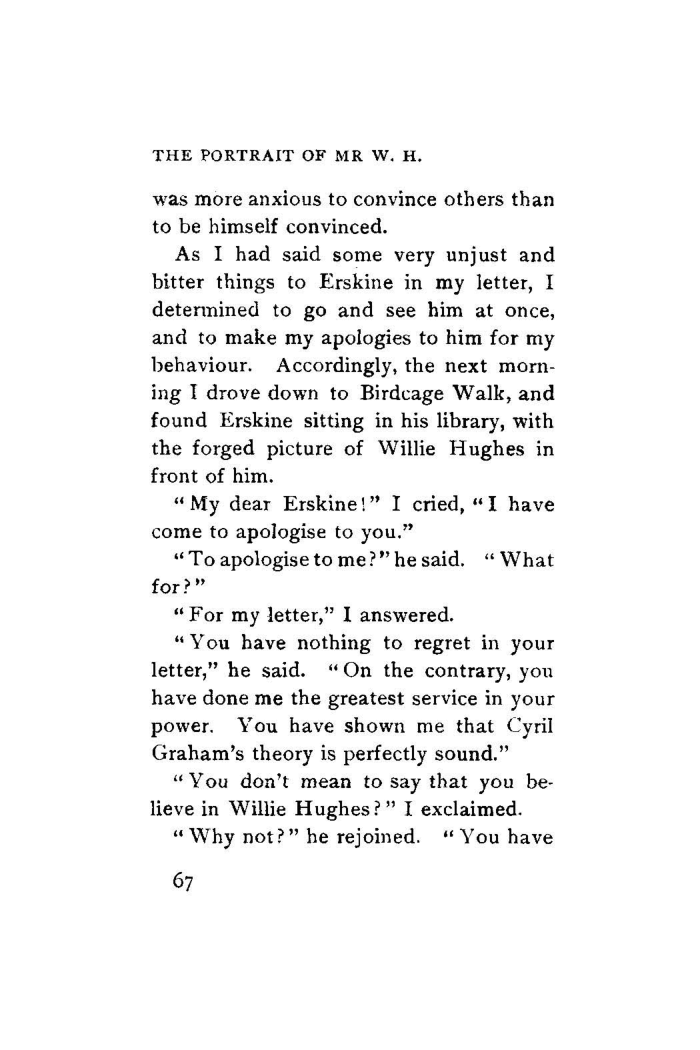 THE PORTRAIT OF MR W. H.
was more anxious to convince others than
to be himself convinced.
As I had said some very unjust and
bitter things to Erskine in my letter, I
determined to go and see him at once,
and to make my apologies to him for my
behaviour. Accordingly, the next morn-
ing I drove down to Birdcage Walk, and
found Erskine sitting in his library, with
the forged picture of Willie Hughes in
front of him.
“My dear Erskine!” I cried, “I have
come to apologise to you.”
“To apologise to me?” he said. “What
for?”
“For my letter,” I answered.
“You have nothing to regret in your
letter,” he said. “On the contrary, you
have done me the greatest service in your
power. You have shown me that Cyril
Graham’s theory is perfectly sound.”
“You don’t mean to say that you be-
lieve in Willie Hughes?” I exclaimed.
“Why not?” he rejoined. “You have
67